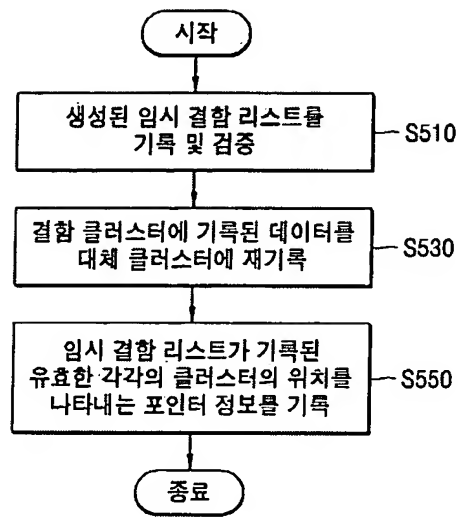 시작
생성된 임시 결함 리스트를
기록 및 검증
S510
결함 클러스터에 기록된 데이터를
대체 클러스터에 재기록
S530
임시 결함 리스트가 기록된
유효한 각각의 클러스터의 위치를
나타내는 포인터 정보를 기록
S550
종료